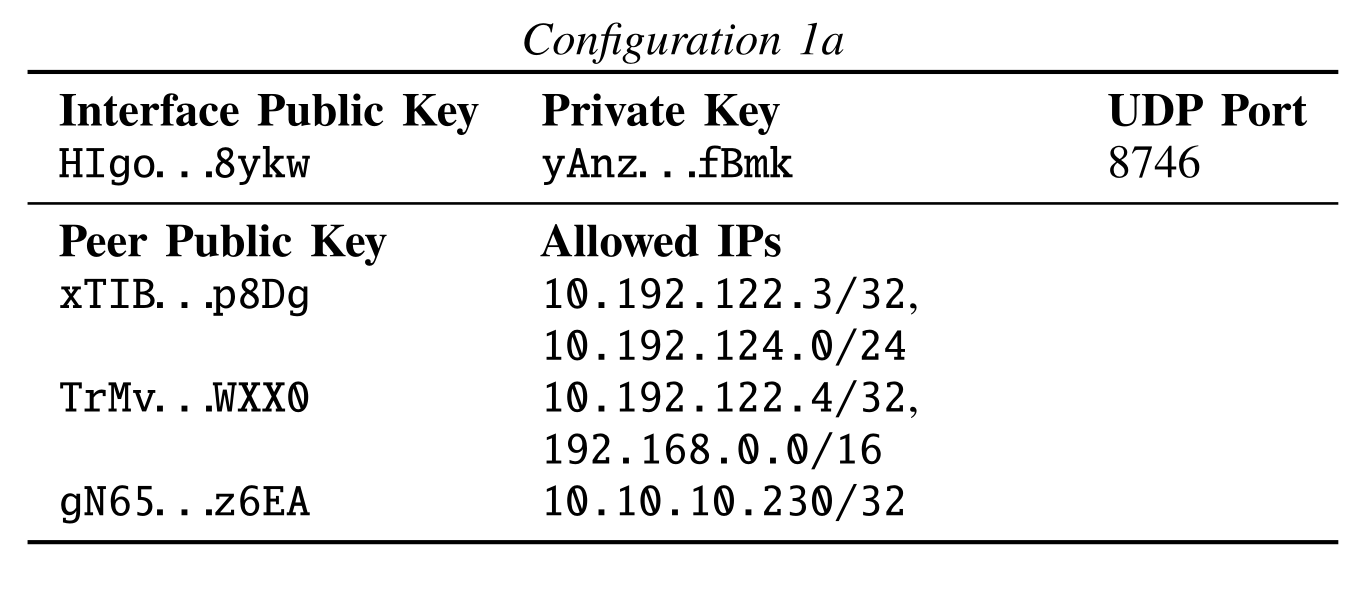 Configuration 1a
Interface Public Key Private Key UDP Port
HIgo...8ykw yAnz...fBmk 8746
Peer Public Key Allowed IPs
xTIB...p8Dg 10.192.122.3/32,
10.192.124.0/24
TrMv...WXX0 10.192.122.4/32,
192.168.0.0/16
gN65...z6EA 10.10.10.230/32